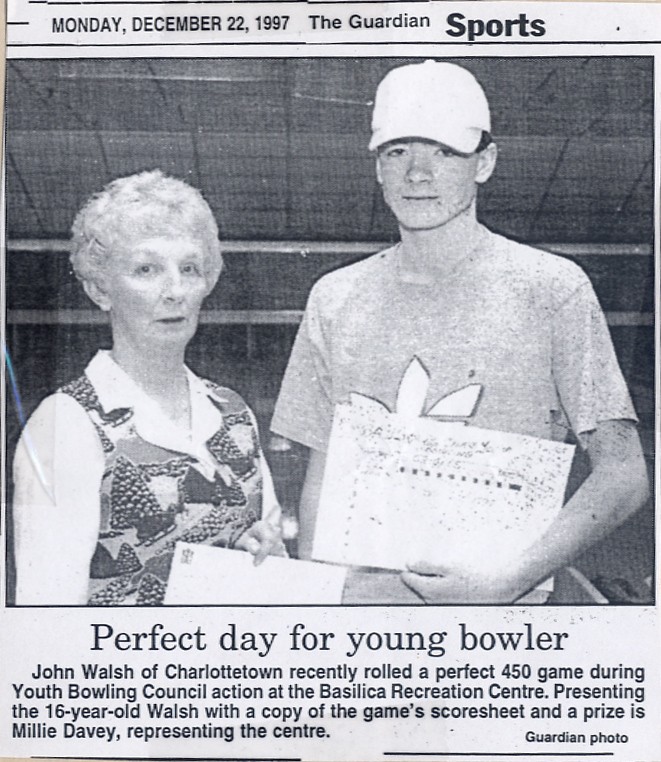 MONDAY, DECEMBER 22, 1997 The Guardian Sports
Perfect day for young bowler
John Walsh of Charlottetown recently rolled a perfect 450 game during
Youth Bowling Council action at the Basilica Recreation Centre. Presenting
the 16-year-old Walsh with a copy of the game's scoresheet and a prize is
Millie Davey, representing the centre.
Guardian photo